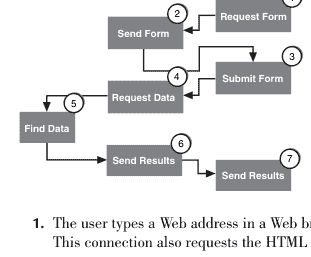 Request Form
2
Send Form
3
4
Submit Form
Request Data
5
Find Data
6
Send Results
7
Send Results
1. The user types a Web address in a Web
This connection also requests the HTML